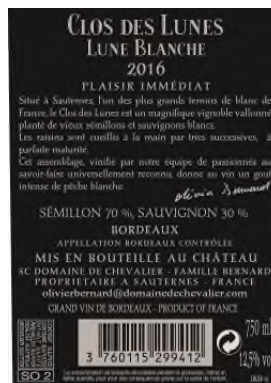 CLOS DES LUNES
LUNE BLANCHE
2016
PLAISIR IMMÉDIAT
Situé à Sauternes, l'un des plus grands terroirs de blanc de
France, le Clos des Lunes est un magnifique vignoble vallonné
planté de vieux sémillons et sauvignons blancs.
Les raisins sont cueillis à la main par tries successives, à
parfaite maturité.
Cet assemblage, vinifié par notre équipe de passionnés au
savoir-faire universellement reconnu, donne au vin un goût
intense de pêche blanche.
Olivier Bernard
SÉMILLON 70 %, SAUVIGNON 30 %
BORDEAUX
APPELLATION BORDEAUX CONTRÔLÉE
MIS EN BOUTEILLE AU CHÂTEAU
SC DOMAINE DE CHEVALIER - FAMILLE BERNARD
PROPRIETAIRE A SAUTERNES - FRANCE
olivierbernard@domainedechevalier.com
GRAND VIN DE BORDEAUX - PRODUCT OF FRANCE
750 ml
12,5% vo
3 760115 299412
SO 2